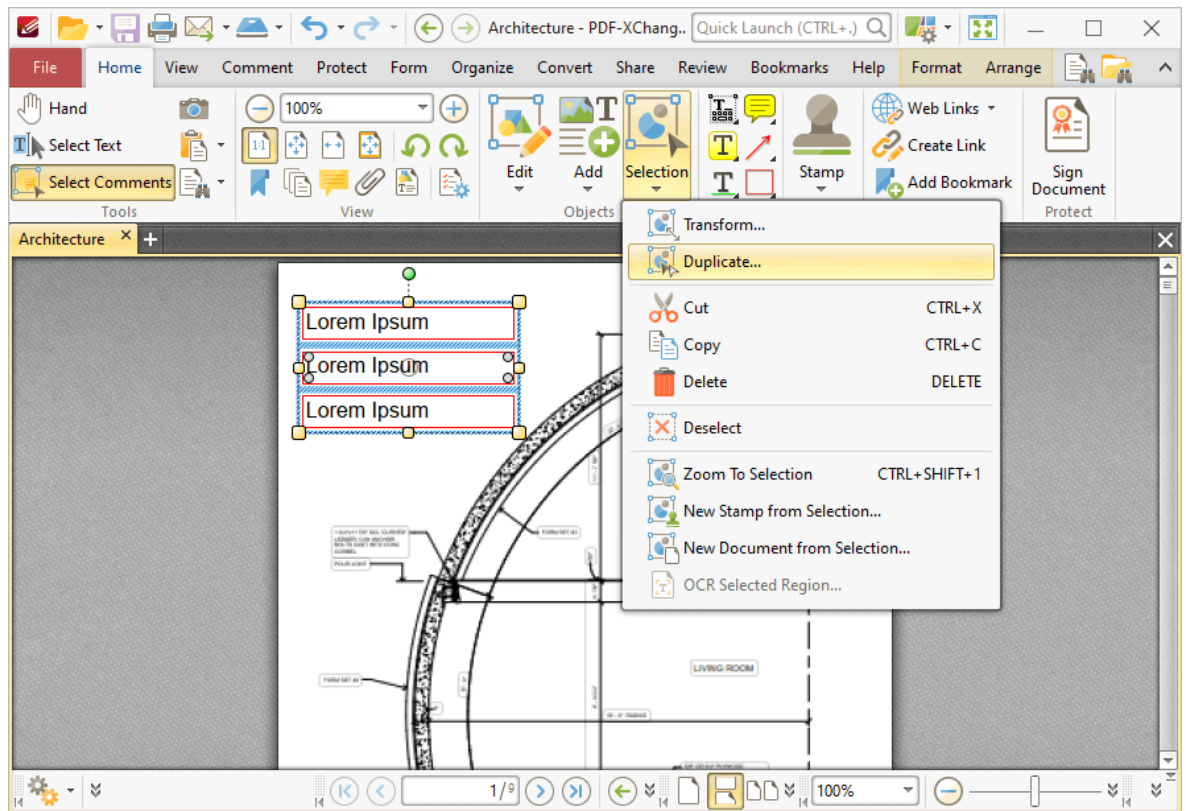 Architecture - PDF-XChang..
Quick Launch (CTRL+.)
File Home View Comment Protect Form Organize Convert Share Review Bookmarks Help Format Arrange
Hand
Select Text
Select Comments
Tools
100%
1:1
View
Edit
Add
Selection
Objects
Stamp
Web Links
Create Link
Add Bookmark
Sign
Document
Protect
Architecture
Transform...
Duplicate...
Cut CTRL+X
Copy CTRL+C
Delete DELETE
Deselect
Zoom To Selection CTRL+SHIFT+1
New Stamp from Selection...
New Document from Selection...
OCR Selected Region...
Lorem Ipsum
Lorem Ipsum
Lorem Ipsum
POUR JOINT
LIVING ROOM
1/9
100%